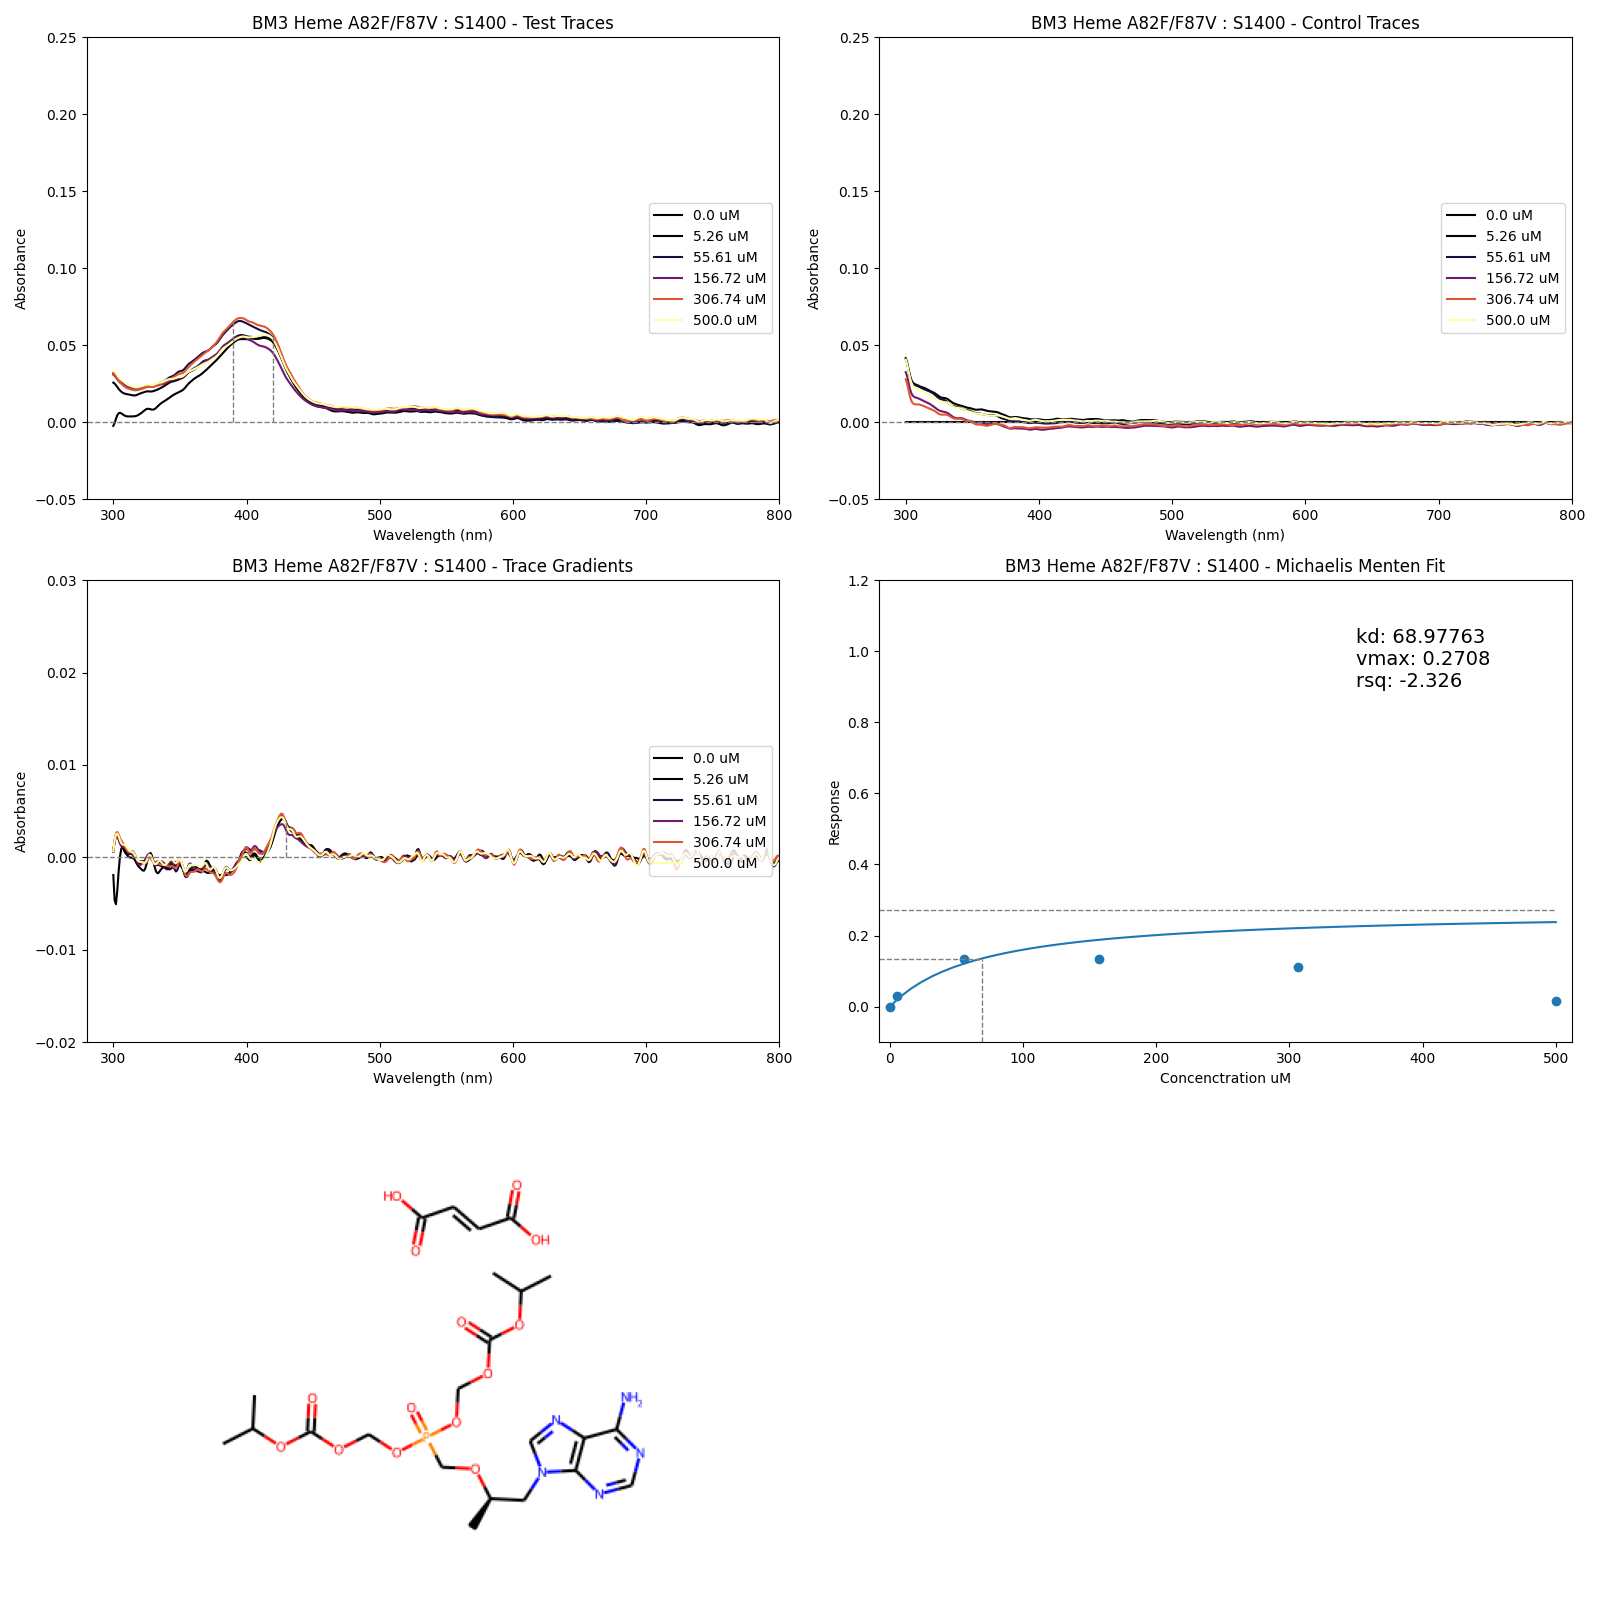 BM3 Heme A82F/F87V : S1400 - Test Traces
0.25
0.20
0.15
0.10
0.05
0.00
−0.05
Absorbance
300
400
500
600
700
800
Wavelength (nm)
0.0 uM
5.26 uM
55.61 uM
156.72 uM
306.74 uM
500.0 uM
BM3 Heme A82F/F87V : S1400 - Control Traces
0.25
0.20
0.15
0.10
0.05
0.00
−0.05
Absorbance
300
400
500
600
700
800
Wavelength (nm)
0.0 uM
5.26 uM
55.61 uM
156.72 uM
306.74 uM
500.0 uM
BM3 Heme A82F/F87V : S1400 - Trace Gradients
0.03
0.02
0.01
0.00
−0.01
−0.02
Absorbance
300
400
500
600
700
800
Wavelength (nm)
0.0 uM
5.26 uM
55.61 uM
156.72 uM
306.74 uM
500.0 uM
BM3 Heme A82F/F87V : S1400 - Michaelis Menten Fit
1.2
1.0
0.8
0.6
0.4
0.2
0.0
Response
0
100
200
300
400
500
Concenctration uM
kd: 68.97763
vmax: 0.2708
rsq: -2.326
O
HO
OH
O
O
O
O
O
O
O
O
O
O
P
O
O
NH2
N
N
N
N